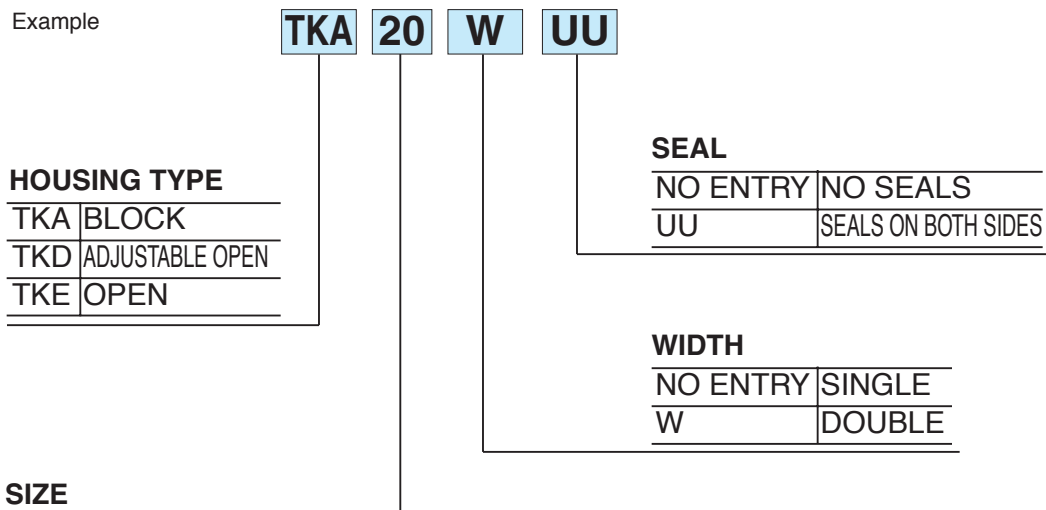 Example
TKA 20 W UU
SEAL
NO ENTRY NO SEALS
UU SEALS ON BOTH SIDES
HOUSING TYPE
TKA BLOCK
TKD ADJUSTABLE OPEN
TKE OPEN
WIDTH
NO ENTRY SINGLE
W DOUBLE
SIZE